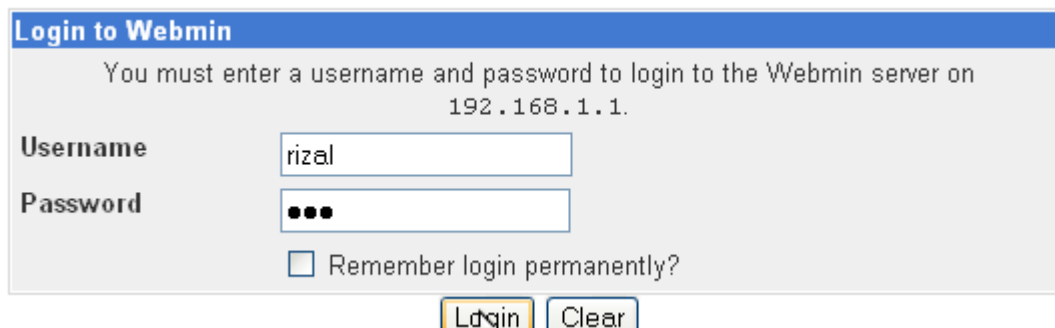 Login to Webmin
You must enter a username and password to login to the Webmin server on
192.168.1.1.
Username rizal
Password •••
Remember login permanently?
Login Clear